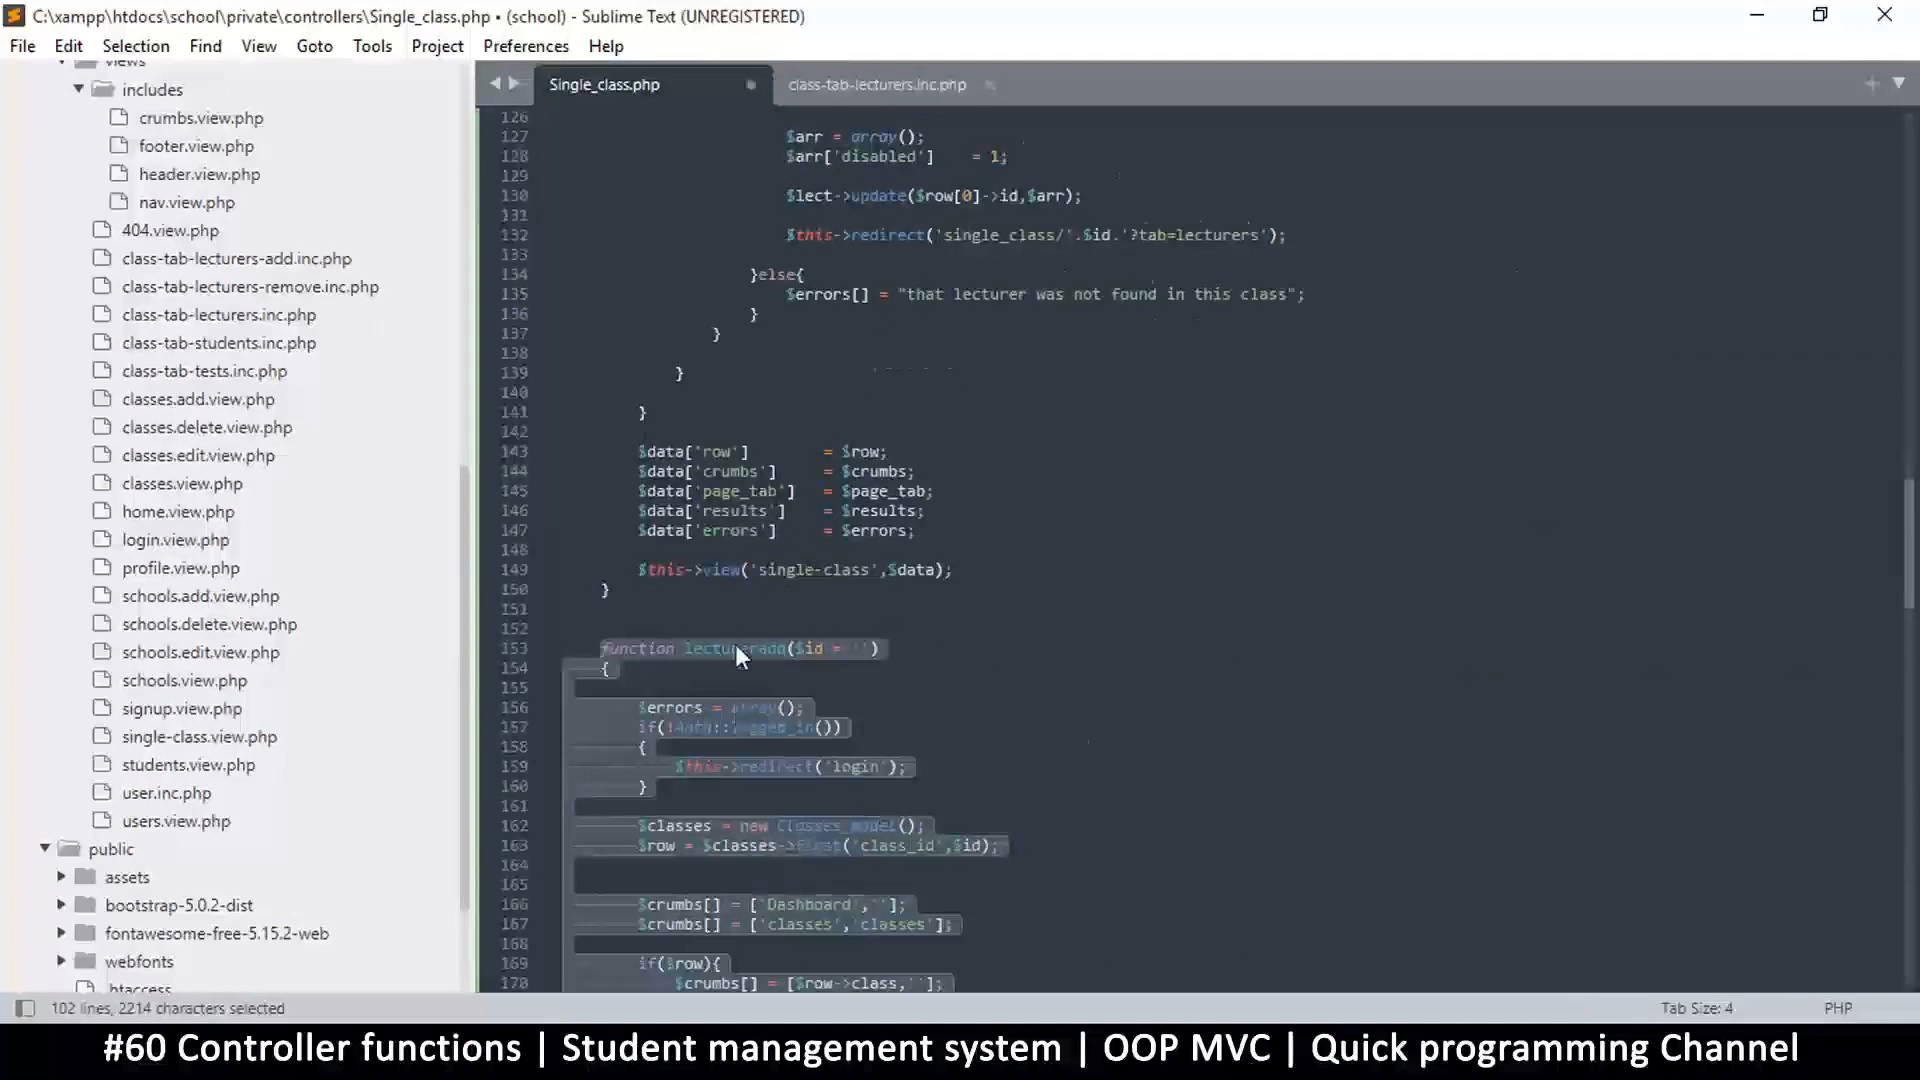 C:\xampp\htdocs\school\private\controllers\Single_class.php • (school) - Sublime Text (UNREGISTERED)
File Edit Selection Find View Goto Tools Project Preferences Help
views
includes
crumbs.view.php
footer.view.php
header.view.php
nav.view.php
404.view.php
class-tab-lecturers-add.inc.php
class-tab-lecturers-remove.inc.php
class-tab-lecturers.inc.php
class-tab-students.inc.php
class-tab-tests.inc.php
classes.add.view.php
classes.delete.view.php
classes.edit.view.php
classes.view.php
home.view.php
login.view.php
profile.view.php
schools.add.view.php
schools.delete.view.php
schools.edit.view.php
schools.view.php
signup.view.php
single-class.view.php
students.view.php
user.inc.php
users.view.php
public
assets
bootstrap-5.0.2-dist
fontawesome-free-5.15.2-web
webfonts
.htaccess
Single_class.php class-tab-lecturers.inc.php
126
127 $arr = array();
128 $arr['disabled'] = 1;
129
130 $lect->update($row[0]->id,$arr);
131
132 $this->redirect('single_class/'.$id.'?tab=lecturers');
133
134 }else{
135 $errors[] = "that lecturer was not found in this class";
136 }
137 }
138
139 }
140
141 }
142
143 $data['row'] = $row;
144 $data['crumbs'] = $crumbs;
145 $data['page_tab'] = $page_tab;
146 $data['results'] = $results;
147 $data['errors'] = $errors;
148
149 $this->view('single-class',$data);
150 }
151
152
153 function lectureradd($id = '')
154 {
155
156 $errors = array();
157 if(!Auth::logged_in())
158 {
159 $this->redirect('login');
160 }
161
162 $classes = new Classes_model();
163 $row = $classes->first('class_id',$id);
164
165
166 $crumbs[] = ['Dashboard',''];
167 $crumbs[] = ['classes','classes'];
168
169 if($row){
170 $crumbs[] = [$row->class,''];
102 lines, 2214 characters selected Tab Size: 4 PHP
#60 Controller functions | Student management system | OOP MVC | Quick programming Channel